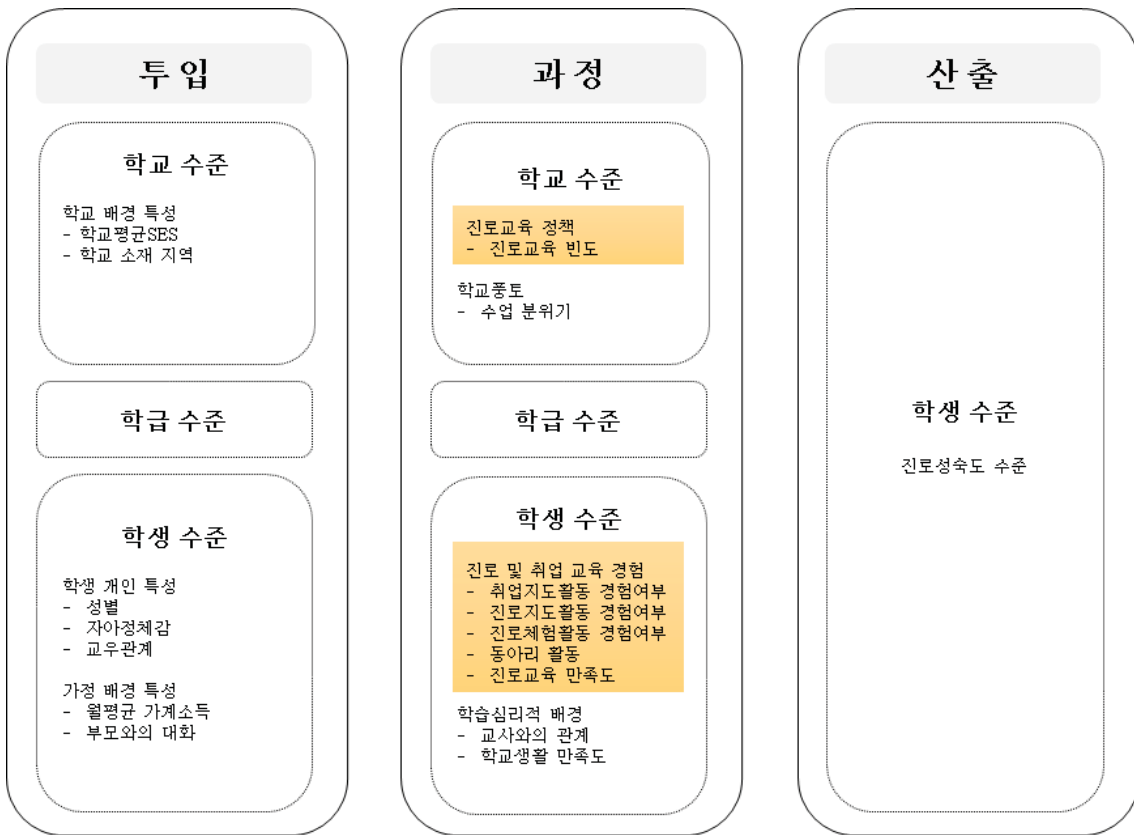 투 입
학교 수준
학교 배경 특성
- 학교평균SES
- 학교 소재 지역
학급 수준
학생 수준
학생 개인 특성
- 성별
- 자아정체감
- 교우관계
가정 배경 특성
- 월평균 가계소득
- 부모와의 대화
과 정
학교 수준
진로교육 정책
- 진로교육 빈도
학교풍토
- 수업 분위기
학급 수준
학생 수준
진로 및 취업 교육 경험
- 취업지도활동 경험여부
- 진로지도활동 경험여부
- 진로체험활동 경험여부
- 동아리 활동
- 진로교육 만족도
학습심리적 배경
- 교사와의 관계
- 학교생활 만족도
산 출
학생 수준
진로성숙도 수준